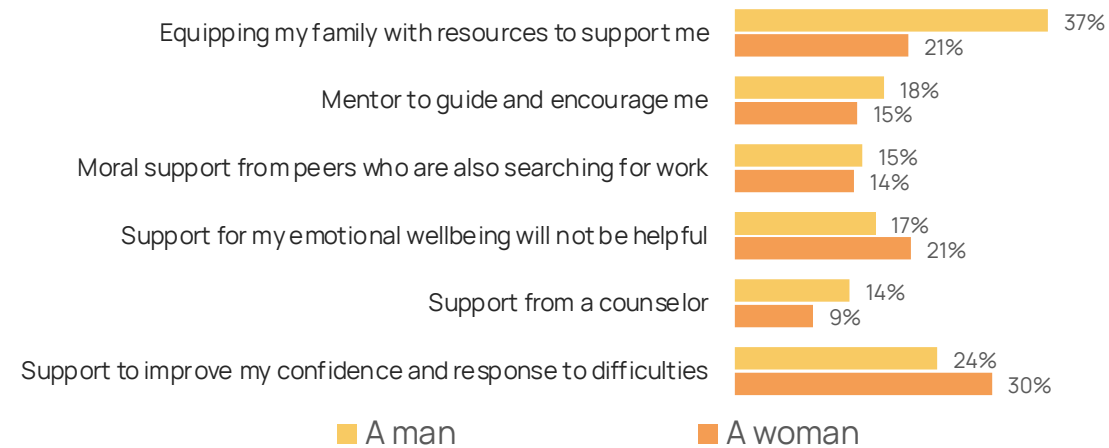 Equipping my family with resources to support me
37%
21%
Mentor to guide and encourage me
18%
15%
Moral support from peers who are also searching for work
15%
14%
Support for my emotional wellbeing will not be helpful
17%
21%
Support from a counselor
14%
9%
Support to improve my confidence and response to difficulties
24%
30%
A man
A woman